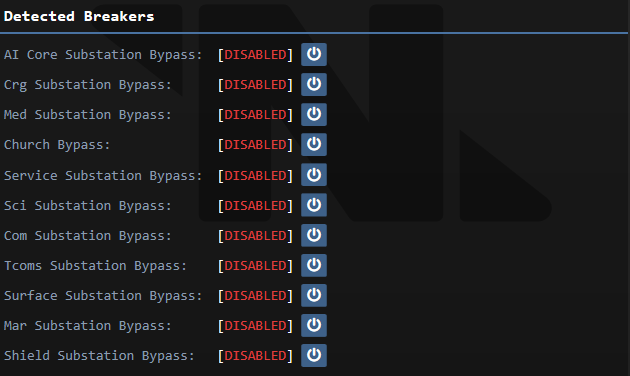 Detected Breakers
AI Core Substation Bypass: [DISABLED]
Crg Substation Bypass: [DISABLED]
Med Substation Bypass: [DISABLED]
Church Bypass: [DISABLED]
Service Substation Bypass: [DISABLED]
Sci Substation Bypass: [DISABLED]
Com Substation Bypass: [DISABLED]
Tcoms Substation Bypass: [DISABLED]
Surface Substation Bypass: [DISABLED]
Mar Substation Bypass: [DISABLED]
Shield Substation Bypass: [DISABLED]